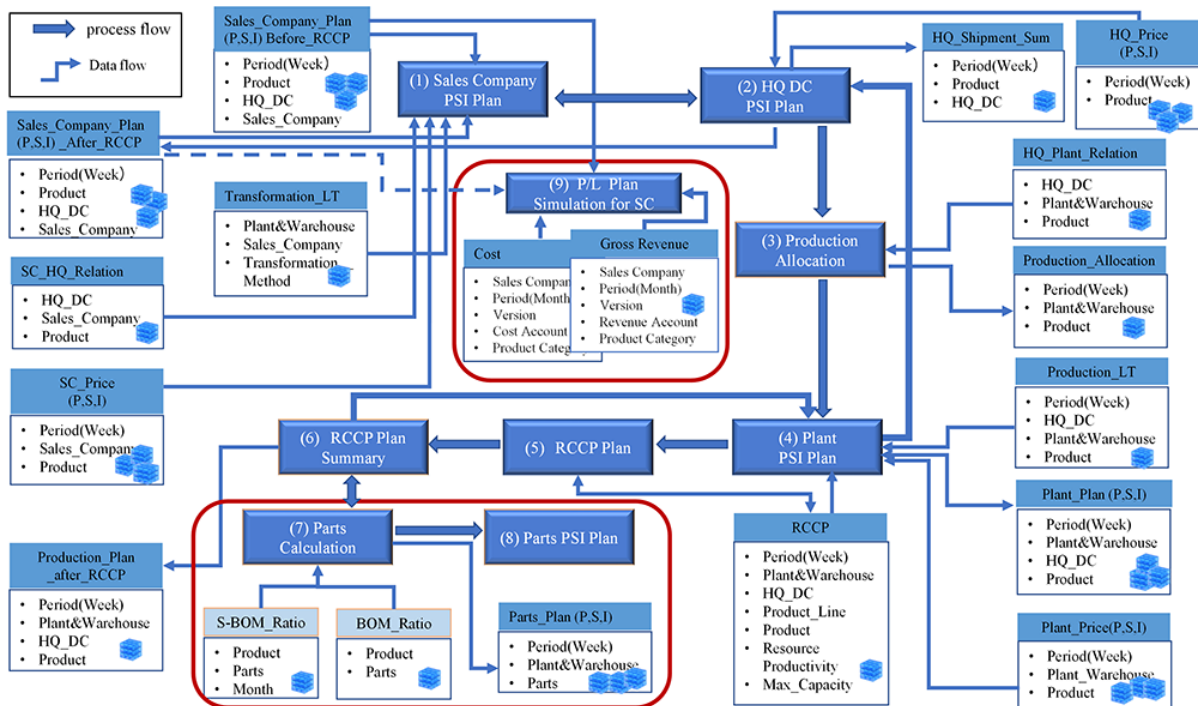 process flow
Data flow
Sales_Company_Plan
(P,S,I) Before_RCCP
• Period(Week)
• Product
• HQ_DC
• Sales_Company
(1) Sales Company
PSI Plan
(2) HQ DC
PSI Plan
HQ_Shipment_Sum
• Period(Week)
• Product
• HQ_DC
HQ_Price
(P,S,I)
• Period(Week)
• Product
Sales_Company_Plan
(P,S,I) _After_RCCP
• Period(Week)
• Product
• HQ_DC
• Sales_Company
Transformation_LT
• Plant&Warehouse
• Sales_Company
• Transformation
Method
(9) P/L Plan
Simulation for SC
Cost
• Sales Company
• Period(Month)
• Version
• Cost Account
• Product Category
Gross Revenue
• Sales Company
• Period(Month)
• Version
• Revenue Account
• Product Category
(3) Production
Allocation
HQ_Plant_Relation
• HQ_DC
• Plant&Warehouse
• Product
SC_HQ_Relation
• HQ_DC
• Sales_Company
• Product
Production_Allocation
• Period(Week)
• Plant&Warehouse
• Product
SC_Price
(P,S,I)
• Period(Week)
• Sales_Company
• Product
Production_LT
• Period(Week)
• HQ_DC
• Plant&Warehouse
• Product
(6) RCCP Plan
Summary
(5) RCCP Plan
(4) Plant
PSI Plan
Plant_Plan (P,S,I)
• Period(Week)
• Plant&Warehouse
• HQ_DC
• Product
(7) Parts
Calculation
(8) Parts PSI Plan
RCCP
• Period(Week)
• Plant&Warehouse
• HQ_DC
• Product_Line
• Product
• Resource
Productivity
• Max_Capacity
Production_Plan
_after_RCCP
• Period(Week)
• Plant&Warehouse
• HQ_DC
• Product
S-BOM_Ratio
• Product
• Parts
• Month
BOM_Ratio
• Product
• Parts
Parts_Plan (P,S,I)
• Period(Week)
• Plant&Warehouse
• Parts
Plant_Price(P,S,I)
• Period(Week)
• Plant_Warehouse
• Product